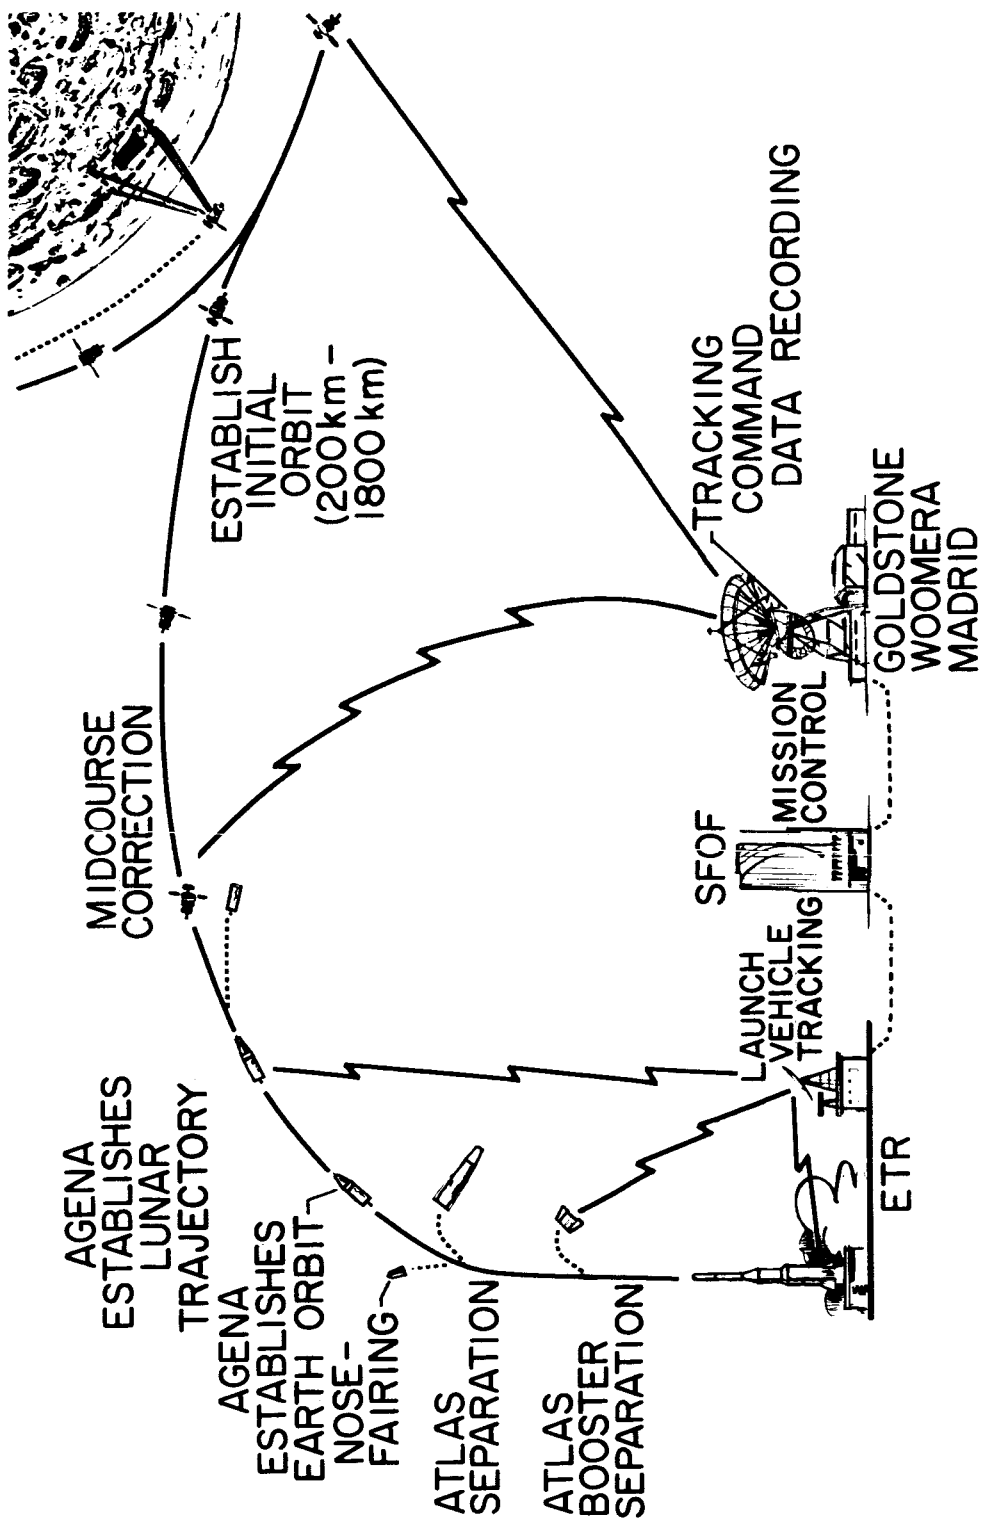 AGENA
ESTABLISHES
LUNAR
TRAJECTORY
MIDCOURSE
CORRECTION
AGENA
ESTABLISHES
EARTH ORBIT
NOSE-
FAIRING
ESTABLISH
INITIAL
ORBIT
(200 km -
1800 km)
ATLAS
SEPARATION
ATLAS
BOOSTER
SEPARATION
LAUNCH
VEHICLE
TRACKING
SFOF
MISSION
CONTROL
TRACKING
COMMAND
DATA RECORDING
ETR
GOLDSTONE
WOOMERA
MADRID